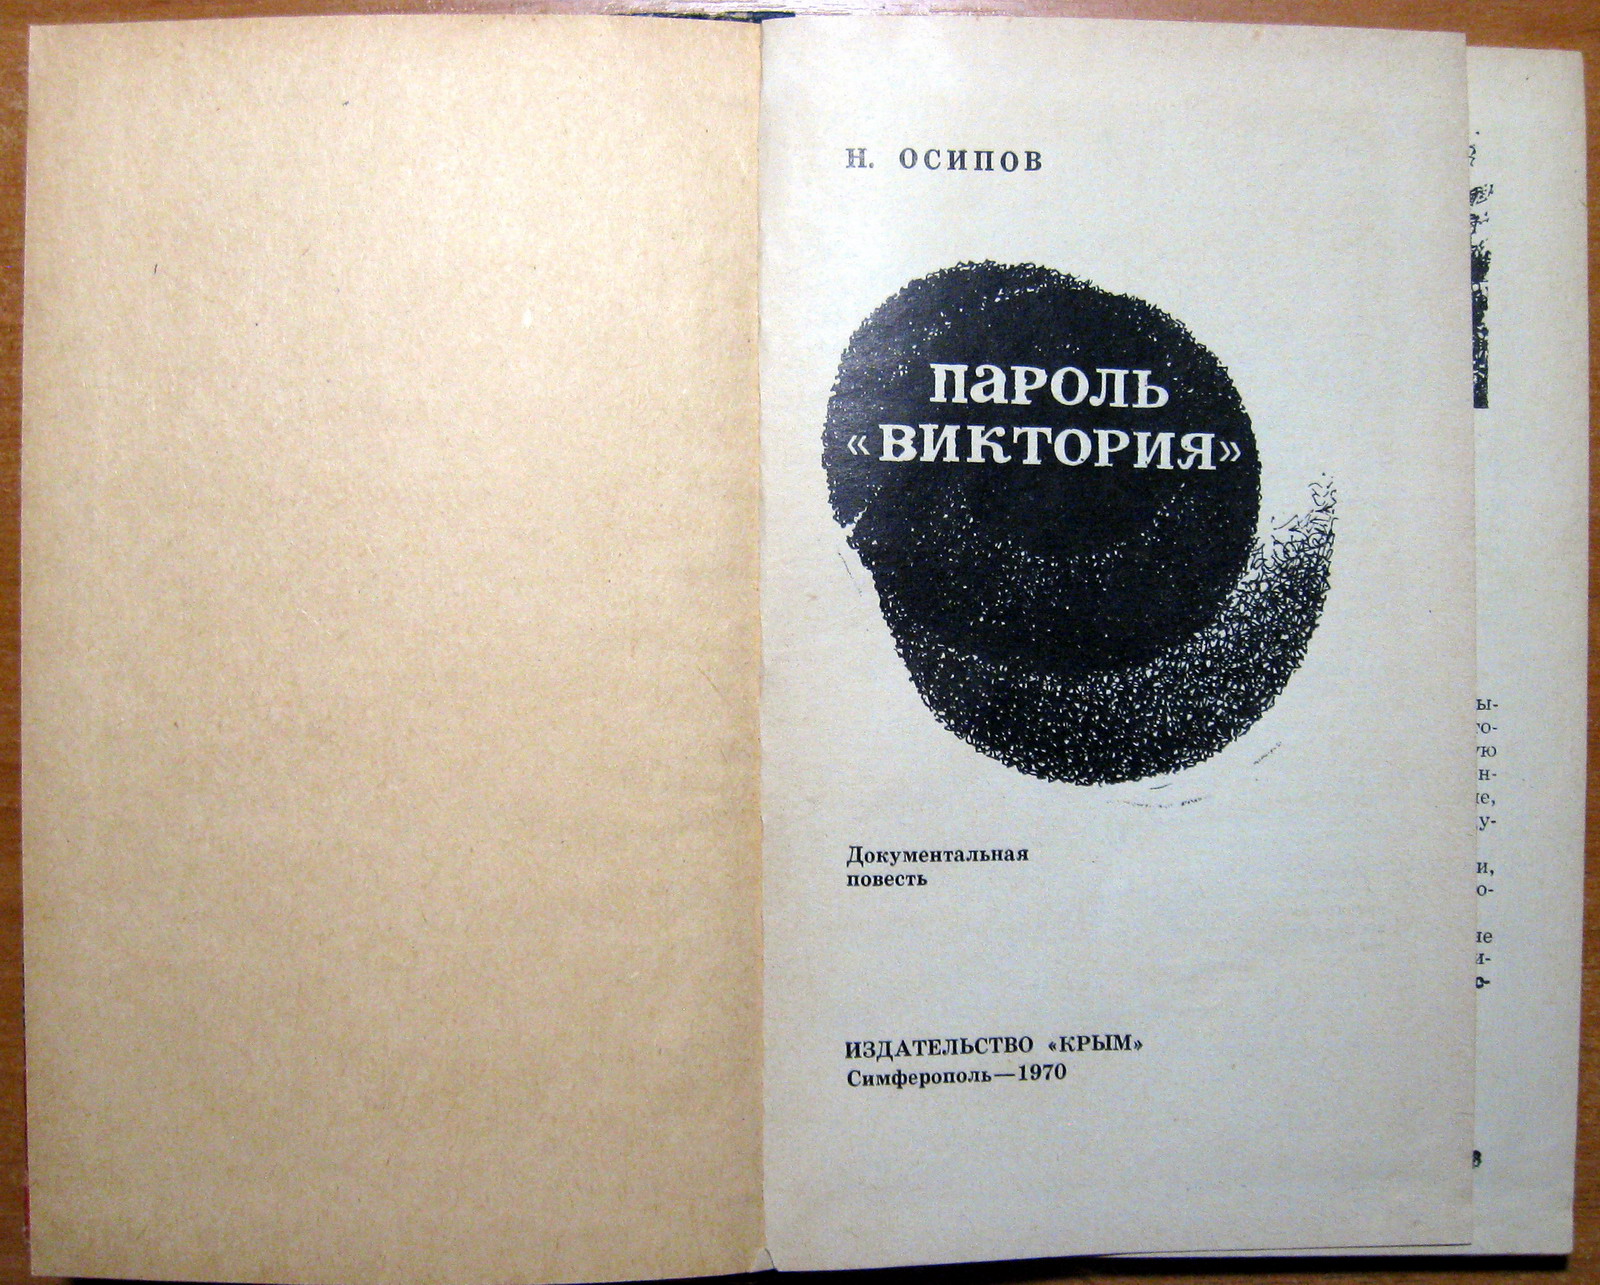 Н. ОСИПОВ
ПАРОЛЬ
«ВИКТОРИЯ»
Документальная
повесть
ИЗДАТЕЛЬСТВО «КРЫМ»
Симферополь—1970